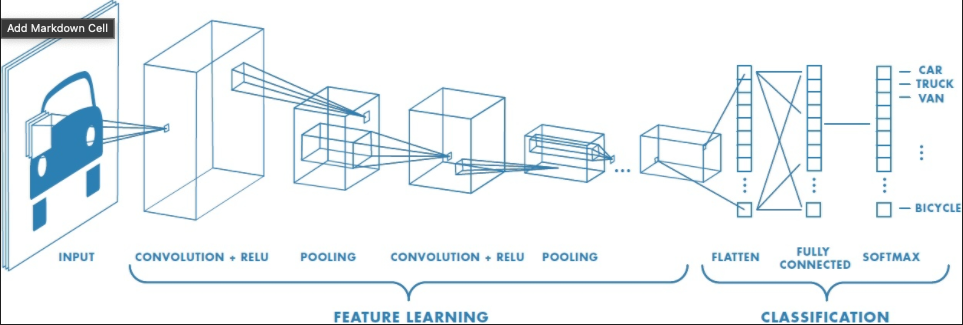 Add Markdown Cell
CAR
TRUCK
VAN
BICYCLE
INPUT
CONVOLUTION + RELU
POOLING
CONVOLUTION + RELU
POOLING
FLATTEN
FULLY
CONNECTED
SOFTMAX
FEATURE LEARNING
CLASSIFICATION